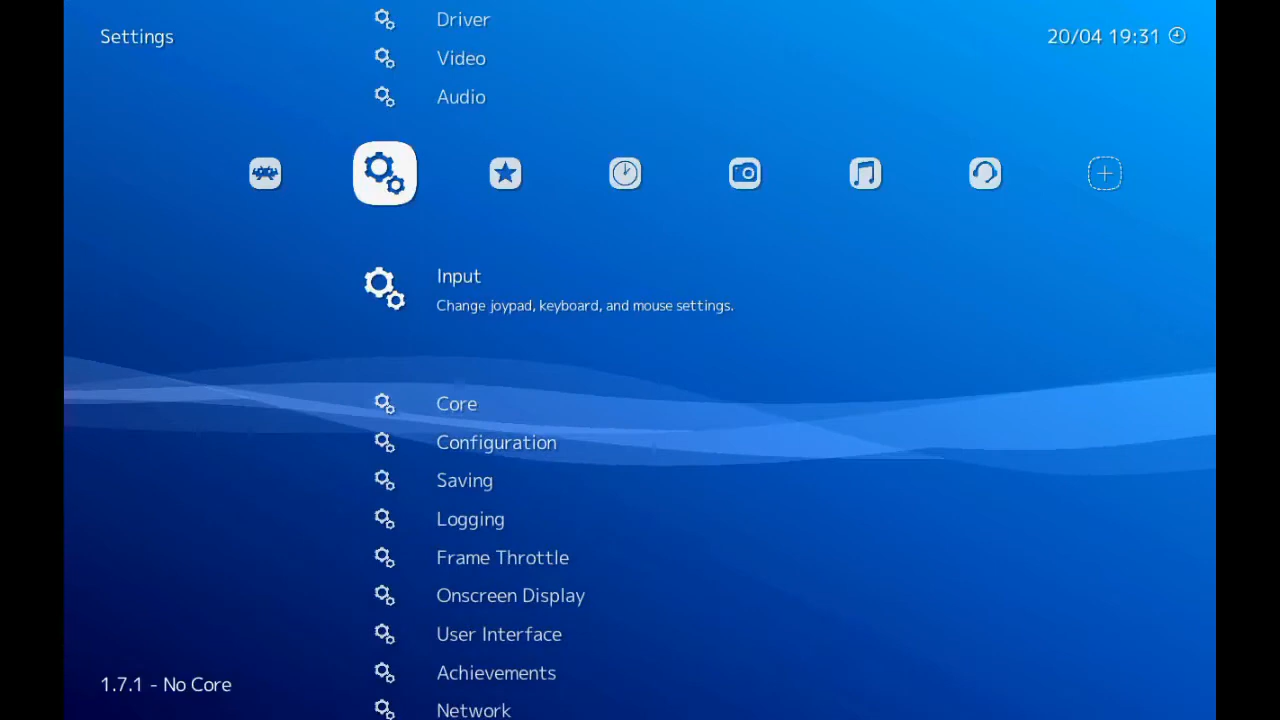 Settings
20/04 19:31
Driver
Video
Audio
Input
Change joypad, keyboard, and mouse settings.
Core
Configuration
Saving
Logging
Frame Throttle
Onscreen Display
User Interface
Achievements
Network
1.7.1 - No Core